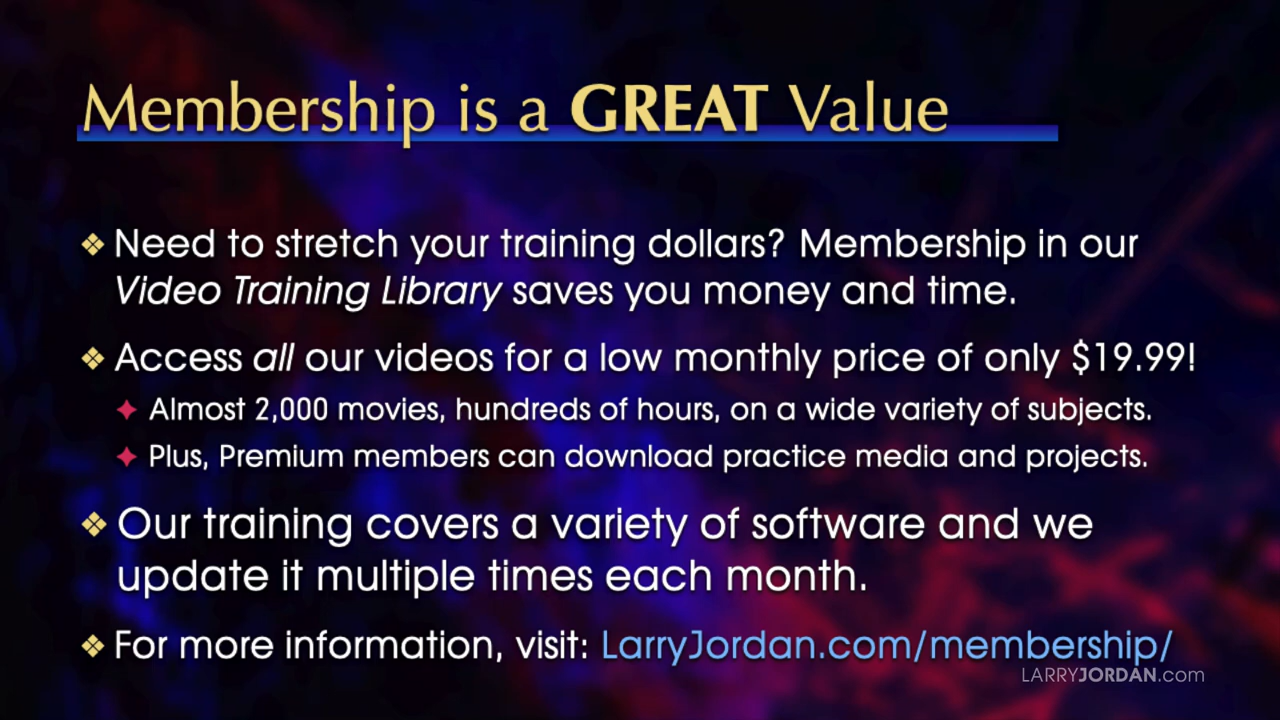 Membership is a GREAT Value
❖ Need to stretch your training dollars? Membership in our
Video Training Library saves you money and time.
❖ Access all our videos for a low monthly price of only $19.99!
✦ Almost 2,000 movies, hundreds of hours, on a wide variety of subjects.
✦ Plus, Premium members can download practice media and projects.
❖ Our training covers a variety of software and we
update it multiple times each month.
❖ For more information, visit: LarryJordan.com/membership/
LARRYJORDAN.com